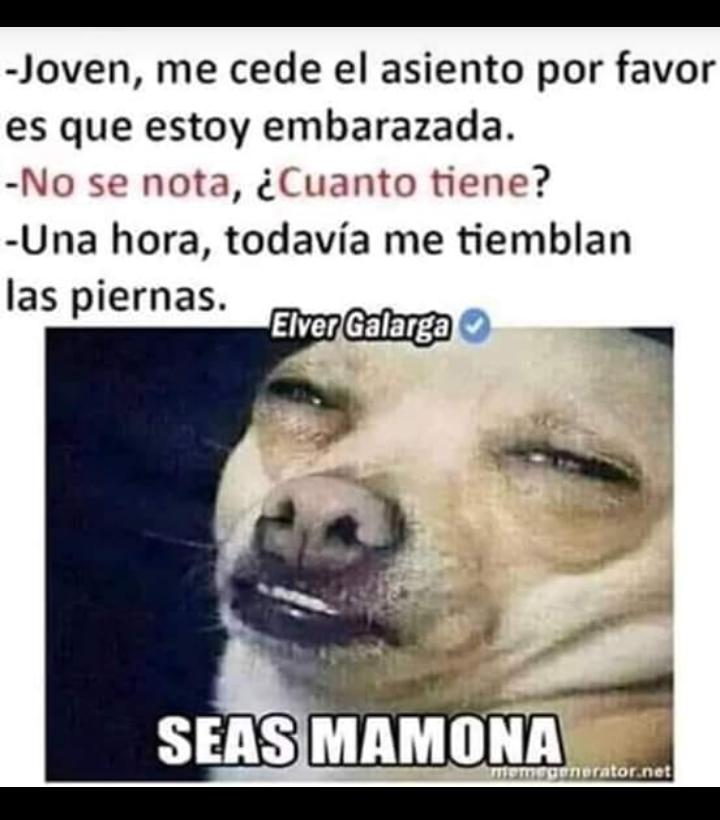 -Joven, me cede el asiento por favor
es que estoy embarazada.
-No se nota, ¿Cuanto tiene?
-Una hora, todavía me tiemblan
las piernas.
Elver Galarga
SEAS MAMONA
memegenerator.net